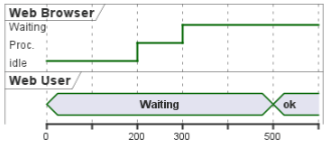 Web Browser
Waiting
Proc.
idle
Web User
Waiting
ok
0
200
300
500